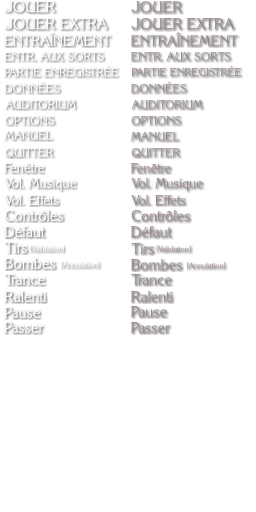 JOUER JOUER
JOUER EXTRA JOUER EXTRA
ENTRAÎNEMENT ENTRAÎNEMENT
ENTR. AUX SORTS ENTR. AUX SORTS
PARTIE ENREGISTRÉE PARTIE ENREGISTRÉE
DONNÉES DONNÉES
AUDITORIUM AUDITORIUM
OPTIONS OPTIONS
MANUEL MANUEL
QUITTER QUITTER
Fenêtre Fenêtre
Vol. Musique Vol. Musique
Vol. Effets Vol. Effets
Contrôles Contrôles
Défaut Défaut
Tirs (Validation) Tirs (Validation)
Bombes (Annulation) Bombes (Annulation)
Trance Trance
Ralenti Ralenti
Pause Pause
Passer Passer